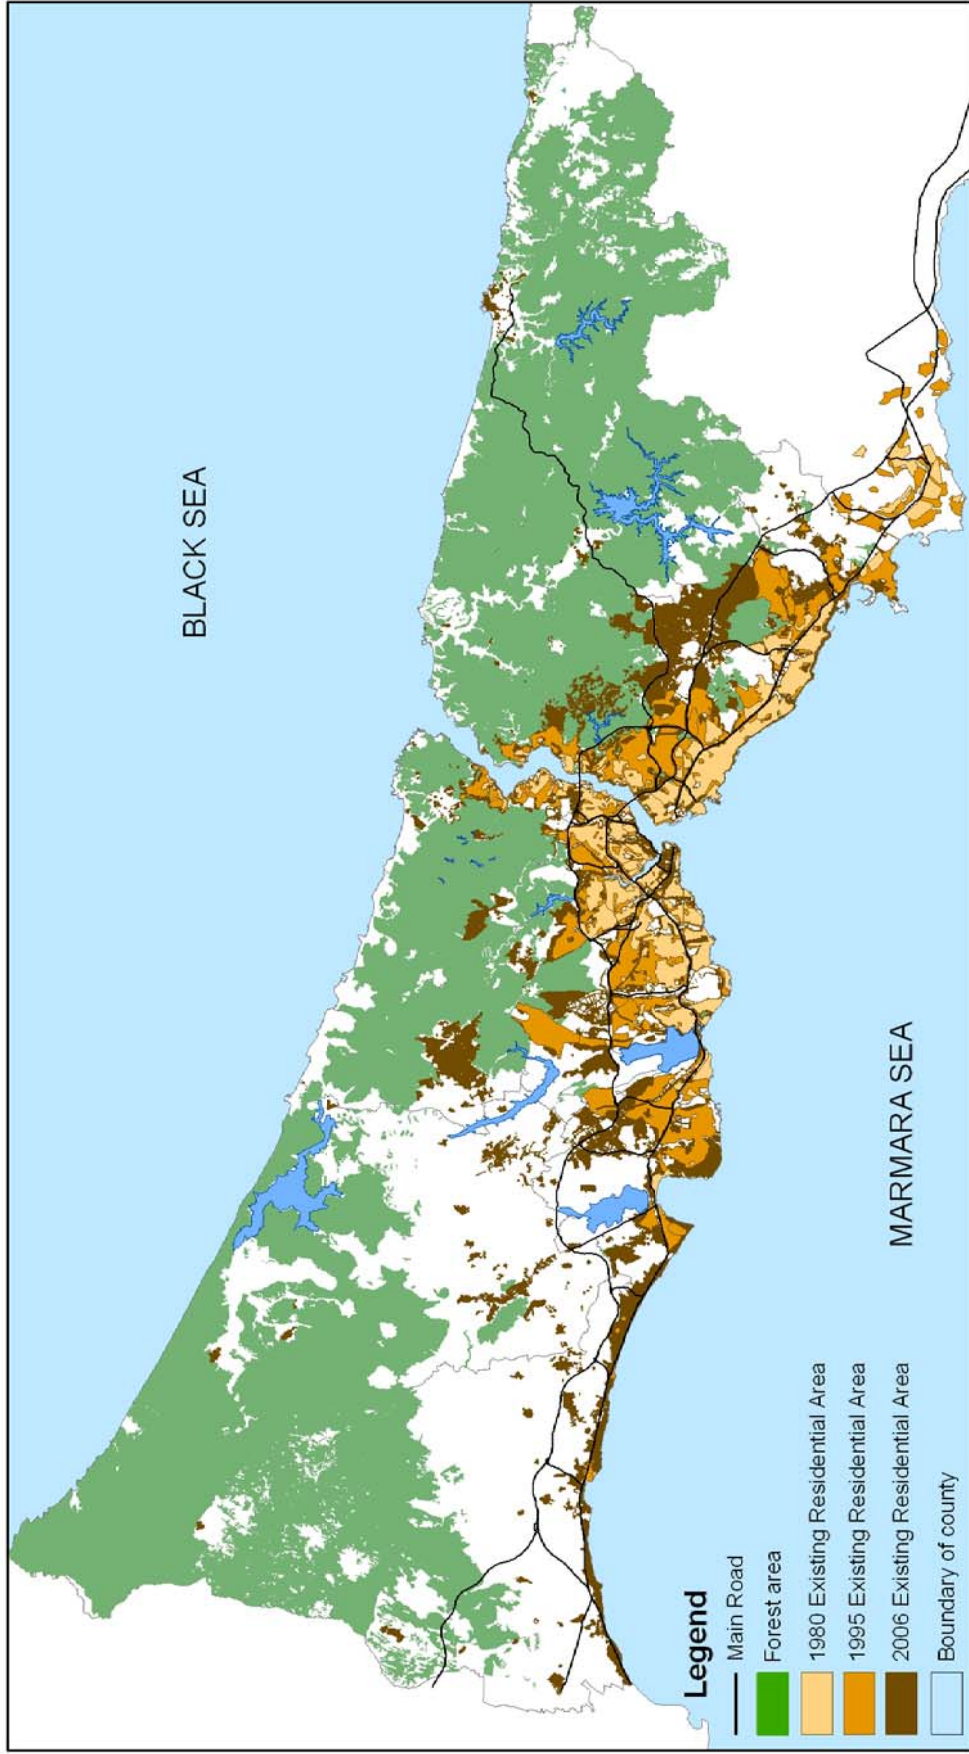 BLACK SEA
MARMARA SEA
Legend
Main Road
Forest area
1980 Existing Residential Area
1995 Existing Residential Area
2006 Existing Residential Area
Boundary of county